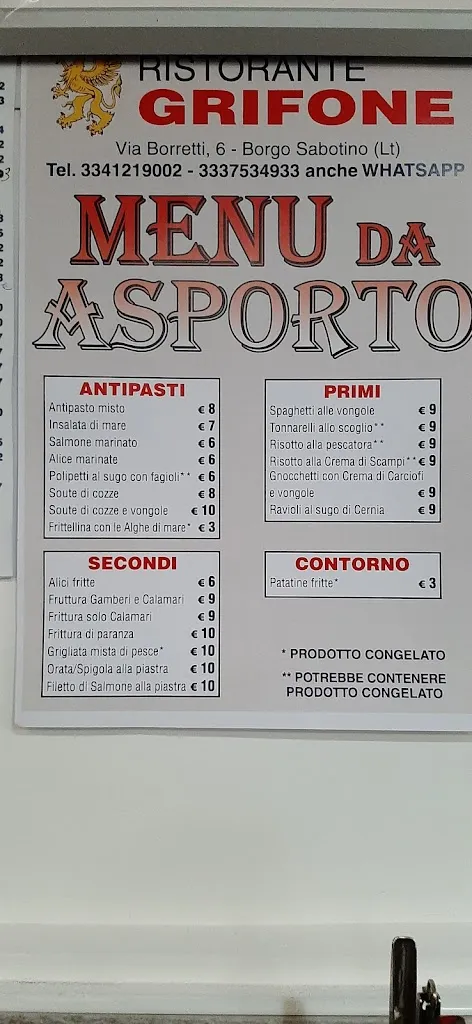 RISTORANTE
GRIFONE
Via Borretti, 6 - Borgo Sabotino (Lt)
Tel. 3341219002 - 3337534933 anche WHATSAPP
MENU DA
ASPORTO
ANTIPASTI
Antipasto misto € 8
Insalata di mare € 7
Salmone marinato € 6
Alice marinate € 6
Polipetti al sugo con fagioli** € 6
Soute di cozze € 8
Soute di cozze e vongole € 10
Frittellina con le Alghe di mare* € 3
PRIMI
Spaghetti alle vongole € 9
Tonnarelli allo scoglio** € 9
Risotto alla pescatora** € 9
Risotto alla Crema di Scampi** € 9
Gnocchetti con Crema di Carciofi
e vongole € 9
Ravioli al sugo di Cernia € 9
SECONDI
Alici fritte € 6
Fruttura Gamberi e Calamari € 9
Frittura solo Calamari € 9
Frittura di paranza € 10
Grigliata mista di pesce* € 10
Orata/Spigola alla piastra € 10
Filetto di Salmone alla piastra € 10
CONTORNO
Patatine fritte* € 3
* PRODOTTO CONGELATO
** POTREBBE CONTENERE
PRODOTTO CONGELATO